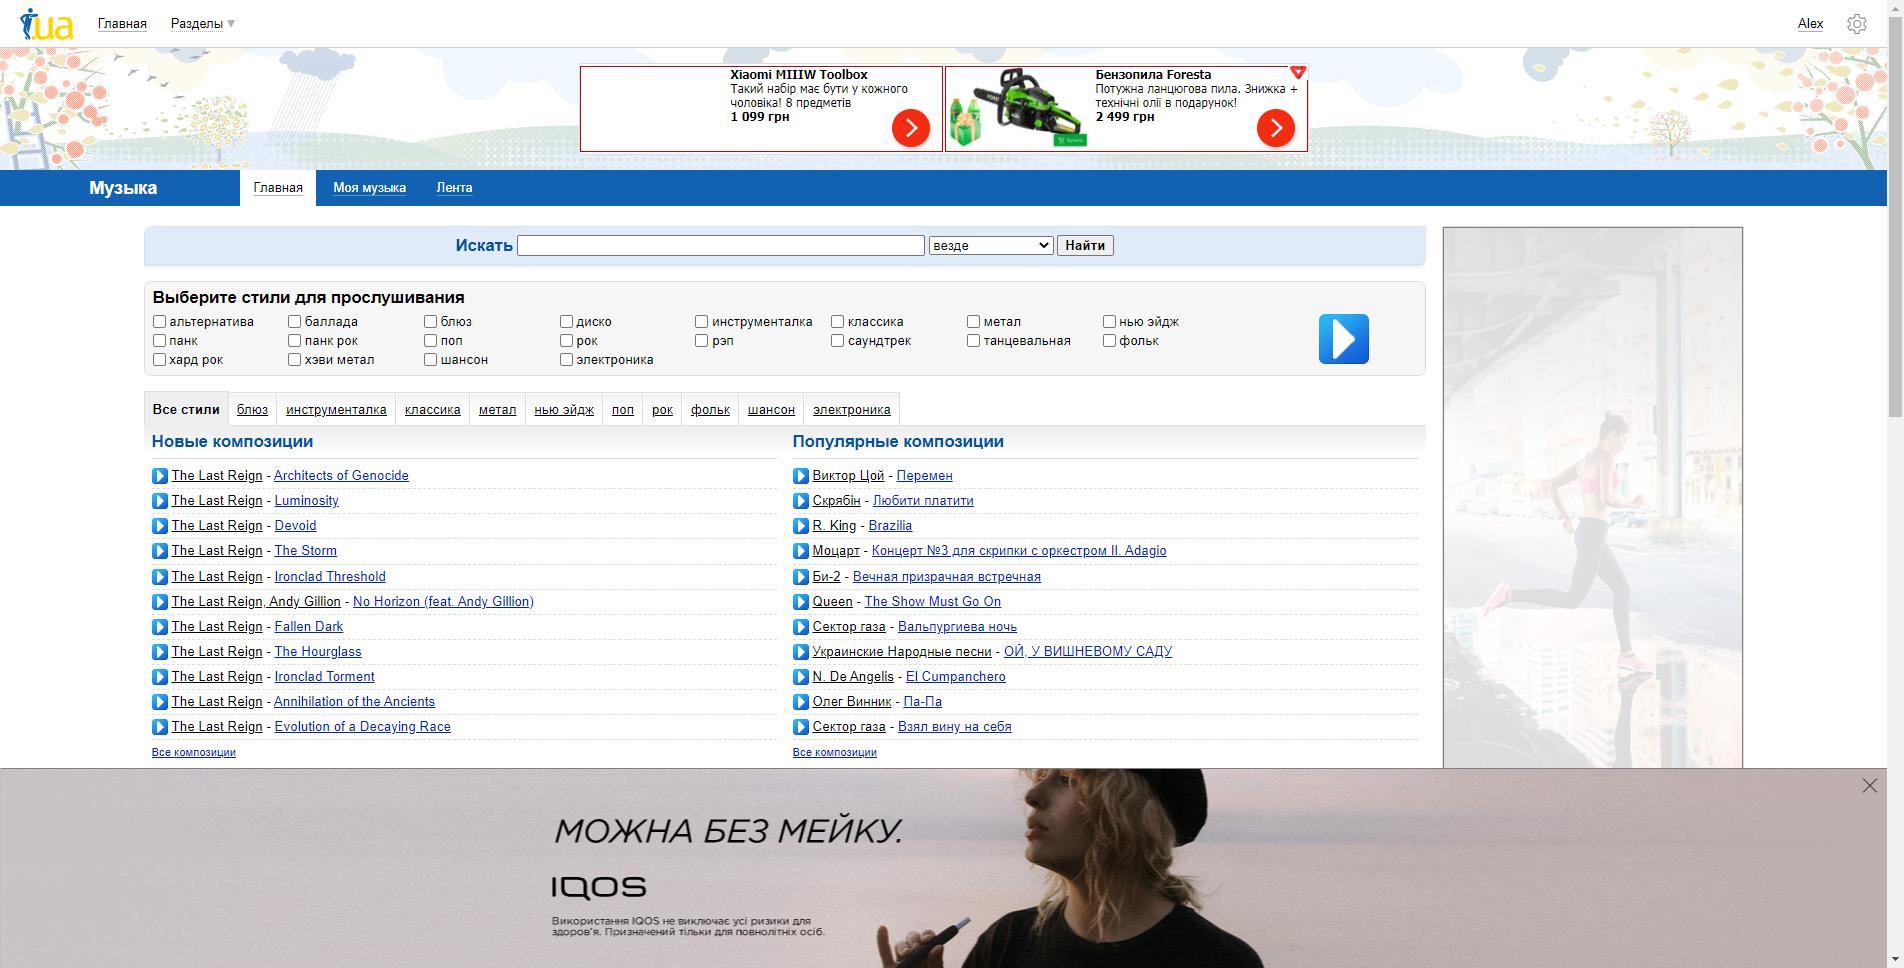 i.ua Главная Разделы Alex
Xiaomi MIIIW Toolbox
Такий набір має бути у кожного
чоловіка! 8 предметів
1 099 грн
Бензопила Foresta
Потужна ланцюгова пила. Знижка +
технічні олії в подарунок!
2 499 грн
Музыка Главная Моя музыка Лента
Искать везде Найти
Выберите стили для прослушивания
альтернатива баллада блюз диско инструменталка классика метал нью эйдж
панк панк рок поп рок рэп саундтрек танцевальная фольк
хард рок хэви метал шансон электроника
Все стили блюз инструменталка классика метал нью эйдж поп рок фольк шансон электроника
Новые композиции
The Last Reign - Architects of Genocide
The Last Reign - Luminosity
The Last Reign - Devoid
The Last Reign - The Storm
The Last Reign - Ironclad Threshold
The Last Reign, Andy Gillion - No Horizon (feat. Andy Gillion)
The Last Reign - Fallen Dark
The Last Reign - The Hourglass
The Last Reign - Ironclad Torment
The Last Reign - Annihilation of the Ancients
The Last Reign - Evolution of a Decaying Race
Все композиции
Популярные композиции
Виктор Цой - Перемен
Скрябін - Любити платити
R. King - Brazilia
Моцарт - Концерт №3 для скрипки с оркестром II. Adagio
Би-2 - Вечная призрачная встречная
Queen - The Show Must Go On
Сектор газа - Вальпургиева ночь
Украинские Народные песни - ОЙ, У ВИШНЕВОМУ САДУ
N. De Angelis - El Cumpanchero
Олег Винник - Па-Па
Сектор газа - Взял вину на себя
Все композиции
МОЖНА БЕЗ МЕЙКУ.
IQOS
Використання IQOS не виключає усі ризики для
здоров'я. Призначений тільки для повнолітніх осіб.